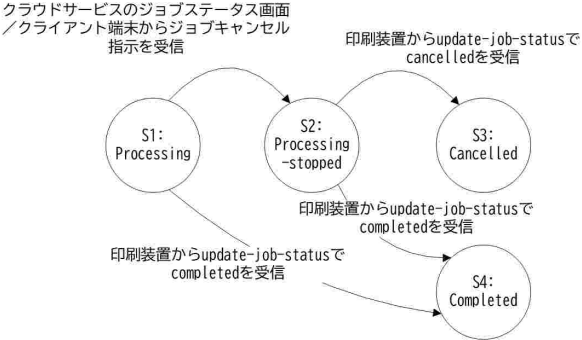 クラウドサービスのジョブステータス画面
／クライアント端末からジョブキャンセル
指示を受信
印刷装置からupdate-job-statusで
cancelledを受信
S1:
Processing
S2:
Processing
-stopped
S3:
Cancelled
印刷装置からupdate-job-statusで
completedを受信
印刷装置からupdate-job-statusで
completedを受信
S4:
Completed